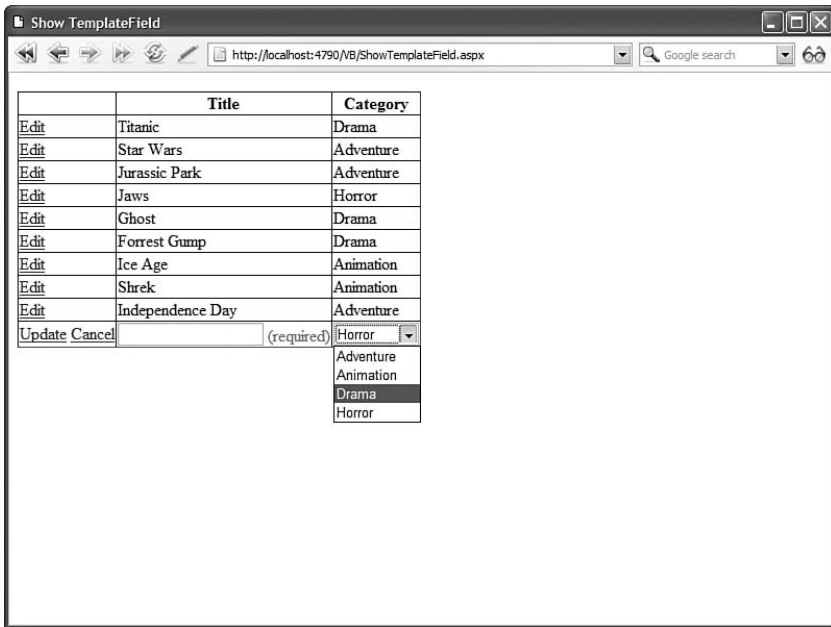 Show TemplateField
http://localhost:4790/VB/ShowTemplateField.aspx Google search
Title Category
Edit Titanic Drama
Edit Star Wars Adventure
Edit Jurassic Park Adventure
Edit Jaws Horror
Edit Ghost Drama
Edit Forrest Gump Drama
Edit Ice Age Animation
Edit Shrek Animation
Edit Independence Day Adventure
Update Cancel (required) Horror
Adventure
Animation
Drama
Horror